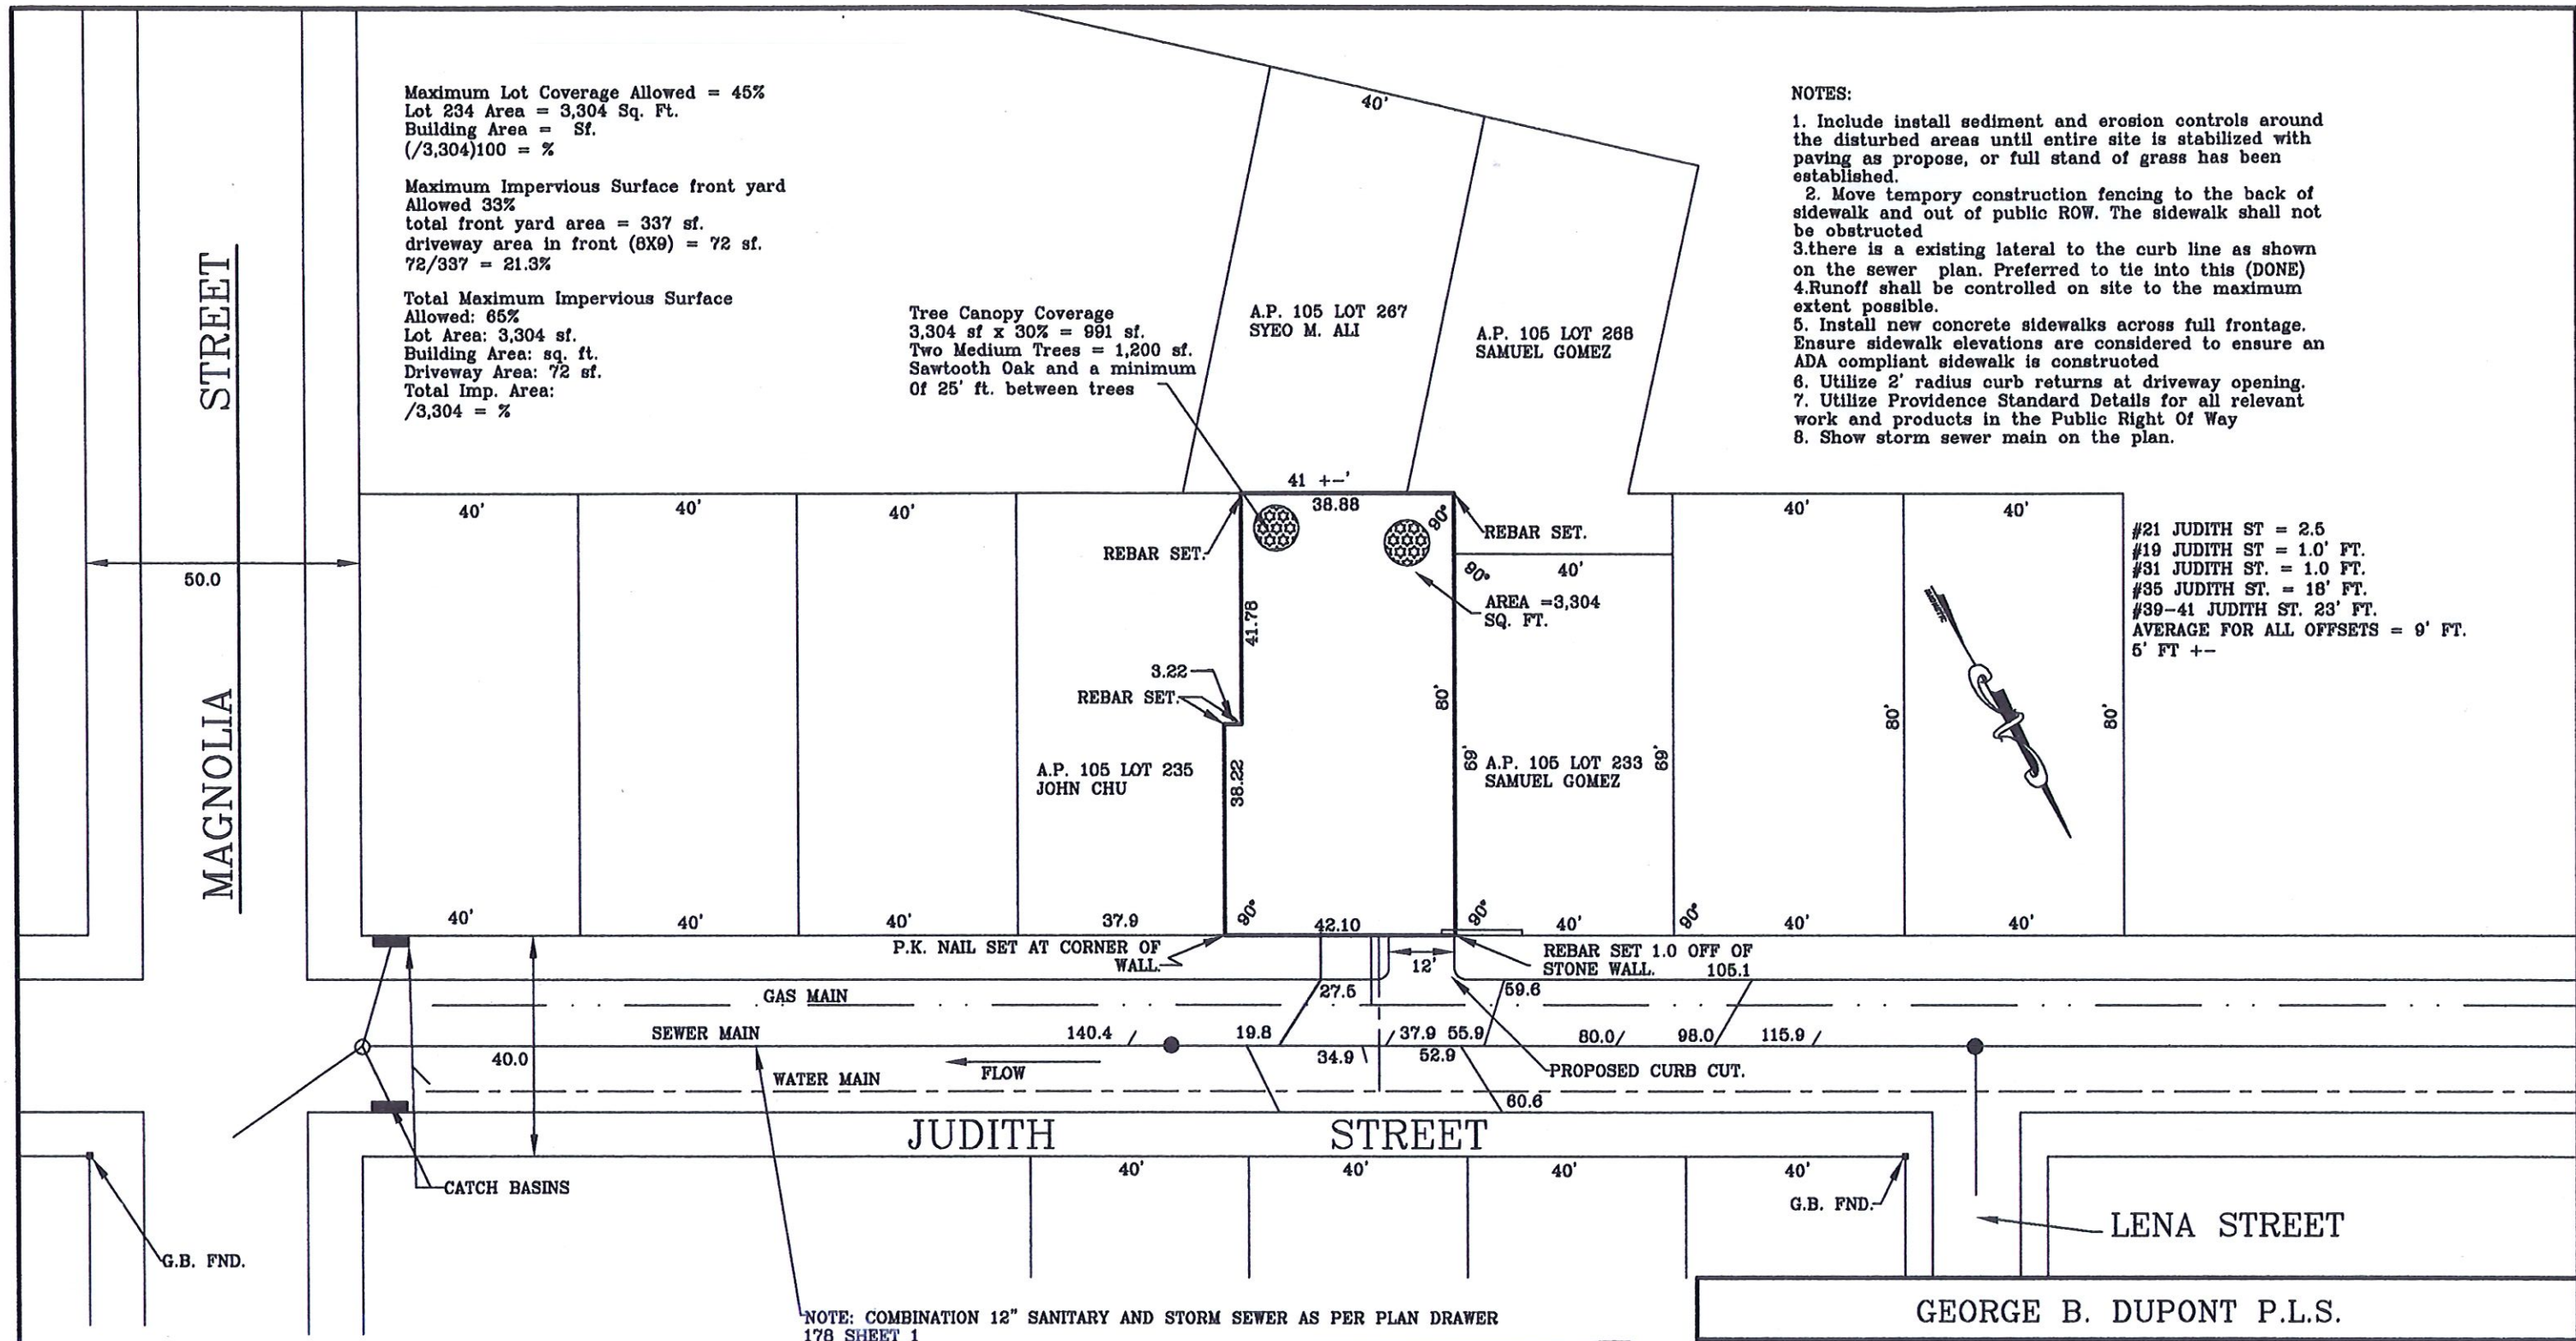 Maximum Lot Coverage Allowed = 45%
Lot 234 Area = 3,304 Sq. Ft.
Building Area =   Sf.
(/3,304)100 = %
Maximum Impervious Surface front yard
Allowed 33%
total front yard area = 337 sf.
driveway area in front (8X9) = 72 sf.
72/337 = 21.3%
Total Maximum Impervious Surface
Allowed: 65%
Lot Area: 3,304 sf.
Building Area: sq. ft.
Driveway Area: 72 sf.
Total Imp. Area:
/3,304 = %
Tree Canopy Coverage
3,304 sf x 30% = 991 sf.
Two Medium Trees = 1,200 sf.
Sawtooth Oak and a minimum
Of 25' ft. between trees
40'
A.P. 105 LOT 267
SYEO M. ALI
A.P. 105 LOT 268
SAMUEL GOMEZ
NOTES:
1. Include install sediment and erosion controls around
the disturbed areas until entire site is stabilized with
paving as propose, or full stand of grass has been
established.
2. Move tempory construction fencing to the back of
sidewalk and out of public ROW. The sidewalk shall not
be obstructed
3.there is a existing lateral to the curb line as shown
on the sewer  plan. Preferred to tie into this (DONE)
4.Runoff shall be controlled on site to the maximum
extent possible.
5. Install new concrete sidewalks across full frontage.
Ensure sidewalk elevations are considered to ensure an
ADA compliant sidewalk is constructed
6. Utilize 2' radius curb returns at driveway opening.
7. Utilize Providence Standard Details for all relevant
work and products in the Public Right Of Way
8. Show storm sewer main on the plan.
MAGNOLIA STREET
50.0
41 +-'
38.88
40'
40'
40'
40'
40'
90°
REBAR SET.
REBAR SET.
90°
40'
AREA =3,304
SQ. FT.
#21 JUDITH ST = 2.5
#19 JUDITH ST = 1.0' FT.
#31 JUDITH ST. = 1.0 FT.
#35 JUDITH ST. = 18' FT.
#39-41 JUDITH ST. 23' FT.
AVERAGE FOR ALL OFFSETS = 9' FT.
5' FT +-
41.78
3.22
REBAR SET.
80'
80'
80'
A.P. 105 LOT 235
JOHN CHU
38.22
69'
A.P. 105 LOT 233
SAMUEL GOMEZ
69'
40'
40'
40'
37.9
90°
42.10
90°
40'
90°
40'
40'
P.K. NAIL SET AT CORNER OF
WALL.
12'
REBAR SET 1.0 OFF OF
STONE WALL.
105.1
GAS MAIN
27.5
59.6
SEWER MAIN
140.4
19.8
37.9
55.9
80.0
98.0
115.9
40.0
34.9
52.9
FLOW
WATER MAIN
PROPOSED CURB CUT.
60.6
JUDITH STREET
40'
40'
40'
40'
CATCH BASINS
G.B. FND.
G.B. FND.
LENA STREET
NOTE: COMBINATION 12" SANITARY AND STORM SEWER AS PER PLAN DRAWER
178 SHEET 1
GEORGE B. DUPONT P.L.S.